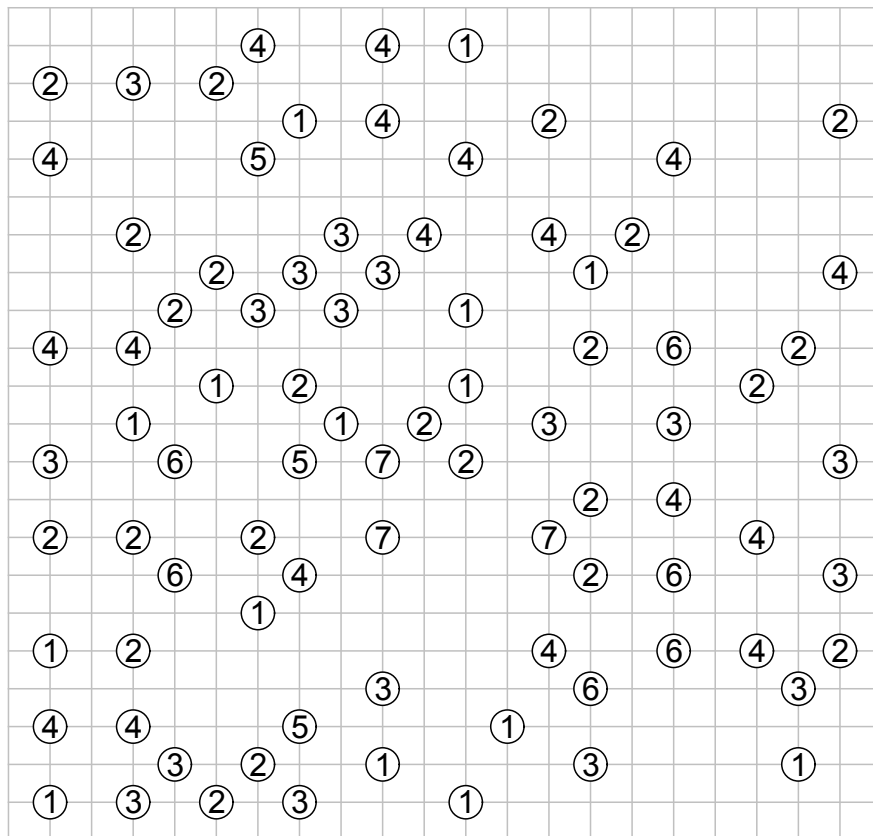 4 4 1
2 3 2
1 4 2 2
4 5 4 4
2 3 4 4 2
2 3 3 1 4
2 3 3 1
4 4 2 6 2
1 2 1 2
1 1 2 3 3
3 6 5 7 2 3
2 4
2 2 2 7 7 4
6 4 2 6 3
1
1 2 4 6 4 2
3 6 3
4 4 5 1
3 2 1 3 1
1 3 2 3 1